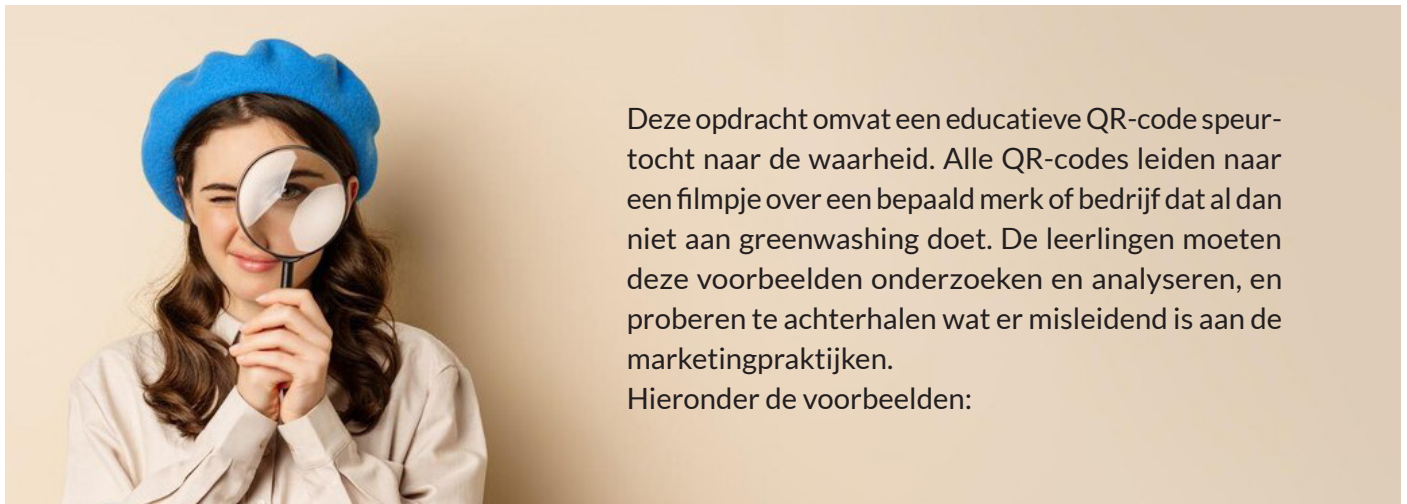 Deze opdracht omvat een educatieve QR-code speur-
tocht naar de waarheid. Alle QR-codes leiden naar
een filmpje over een bepaald merk of bedrijf dat al dan
niet aan greenwashing doet. De leerlingen moeten
deze voorbeelden onderzoeken en analyseren, en
proberen te achterhalen wat er misleidend is aan de
marketingpraktijken.
Hieronder de voorbeelden: